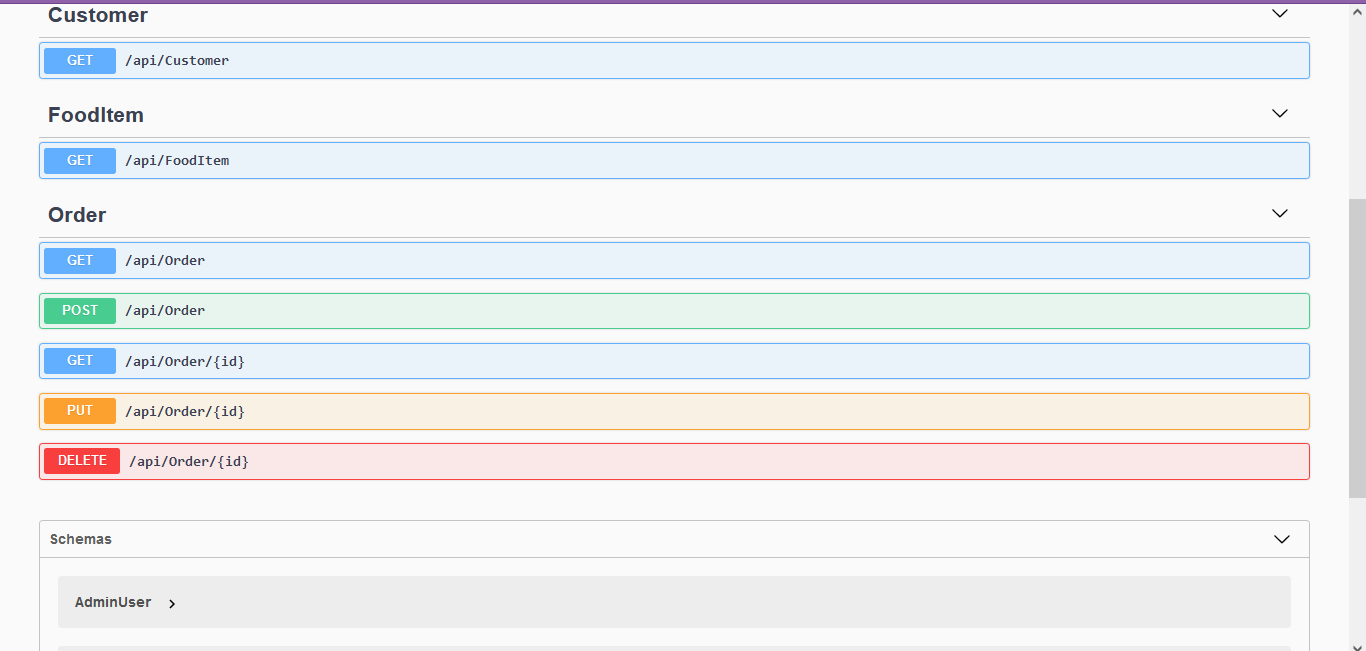 Customer
GET /api/Customer
FoodItem
GET /api/FoodItem
Order
GET /api/Order
POST /api/Order
GET /api/Order/{id}
PUT /api/Order/{id}
DELETE /api/Order/{id}
Schemas
AdminUser